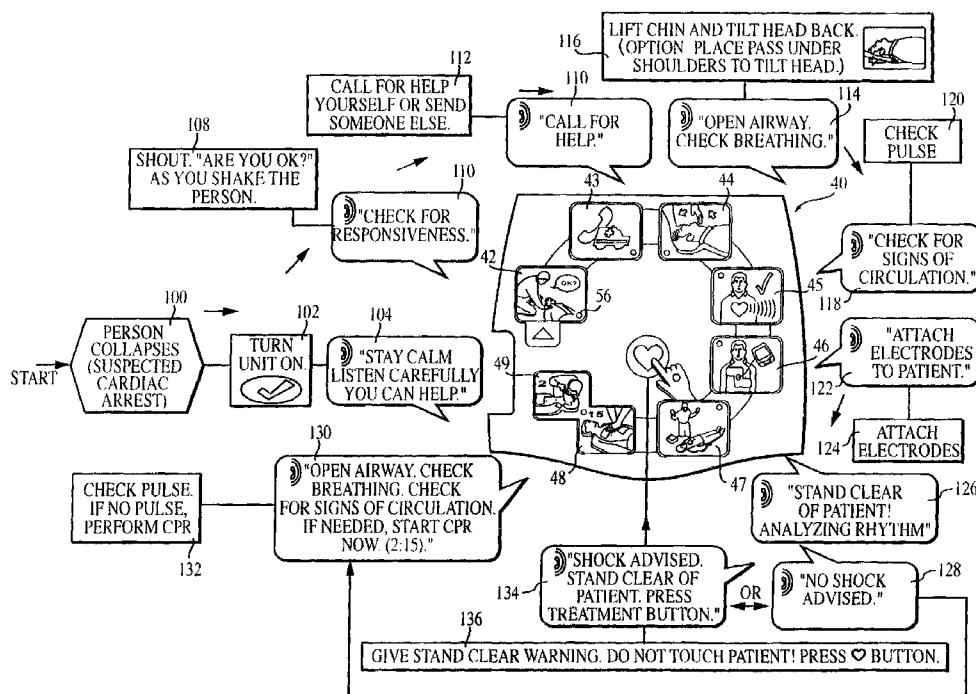 START
100
PERSON
COLLAPSES
(SUSPECTED
CARDIAC
ARREST)
102
TURN
UNIT ON.
104
"STAY CALM
LISTEN CAREFULLY
YOU CAN HELP."
108
SHOUT. "ARE YOU OK?"
AS YOU SHAKE THE
PERSON.
110
"CHECK FOR
RESPONSIVENESS."
112
CALL FOR HELP
YOURSELF OR SEND
SOMEONE ELSE.
110
"CALL FOR
HELP."
116
LIFT CHIN AND TILT HEAD BACK.
(OPTION PLACE PASS UNDER
SHOULDERS TO TILT HEAD.)
114
"OPEN AIRWAY.
CHECK BREATHING."
120
CHECK
PULSE
"CHECK FOR
SIGNS OF
CIRCULATION."
118
40
42
OK?
56
43
44
45
46
47
48
15
49
2
"ATTACH
ELECTRODES
TO PATIENT."
122
124
ATTACH
ELECTRODES
126
"STAND CLEAR
OF PATIENT!
ANALYZING RHYTHM"
128
"NO SHOCK
ADVISED."
OR
134
"SHOCK ADVISED.
STAND CLEAR OF
PATIENT. PRESS
TREATMENT BUTTON."
136
GIVE STAND CLEAR WARNING. DO NOT TOUCH PATIENT! PRESS ♡ BUTTON.
130
"OPEN AIRWAY. CHECK
BREATHING. CHECK
FOR SIGNS OF CIRCULATION.
IF NEEDED, START CPR
NOW. (2:15)."
CHECK PULSE.
IF NO PULSE,
PERFORM CPR
132